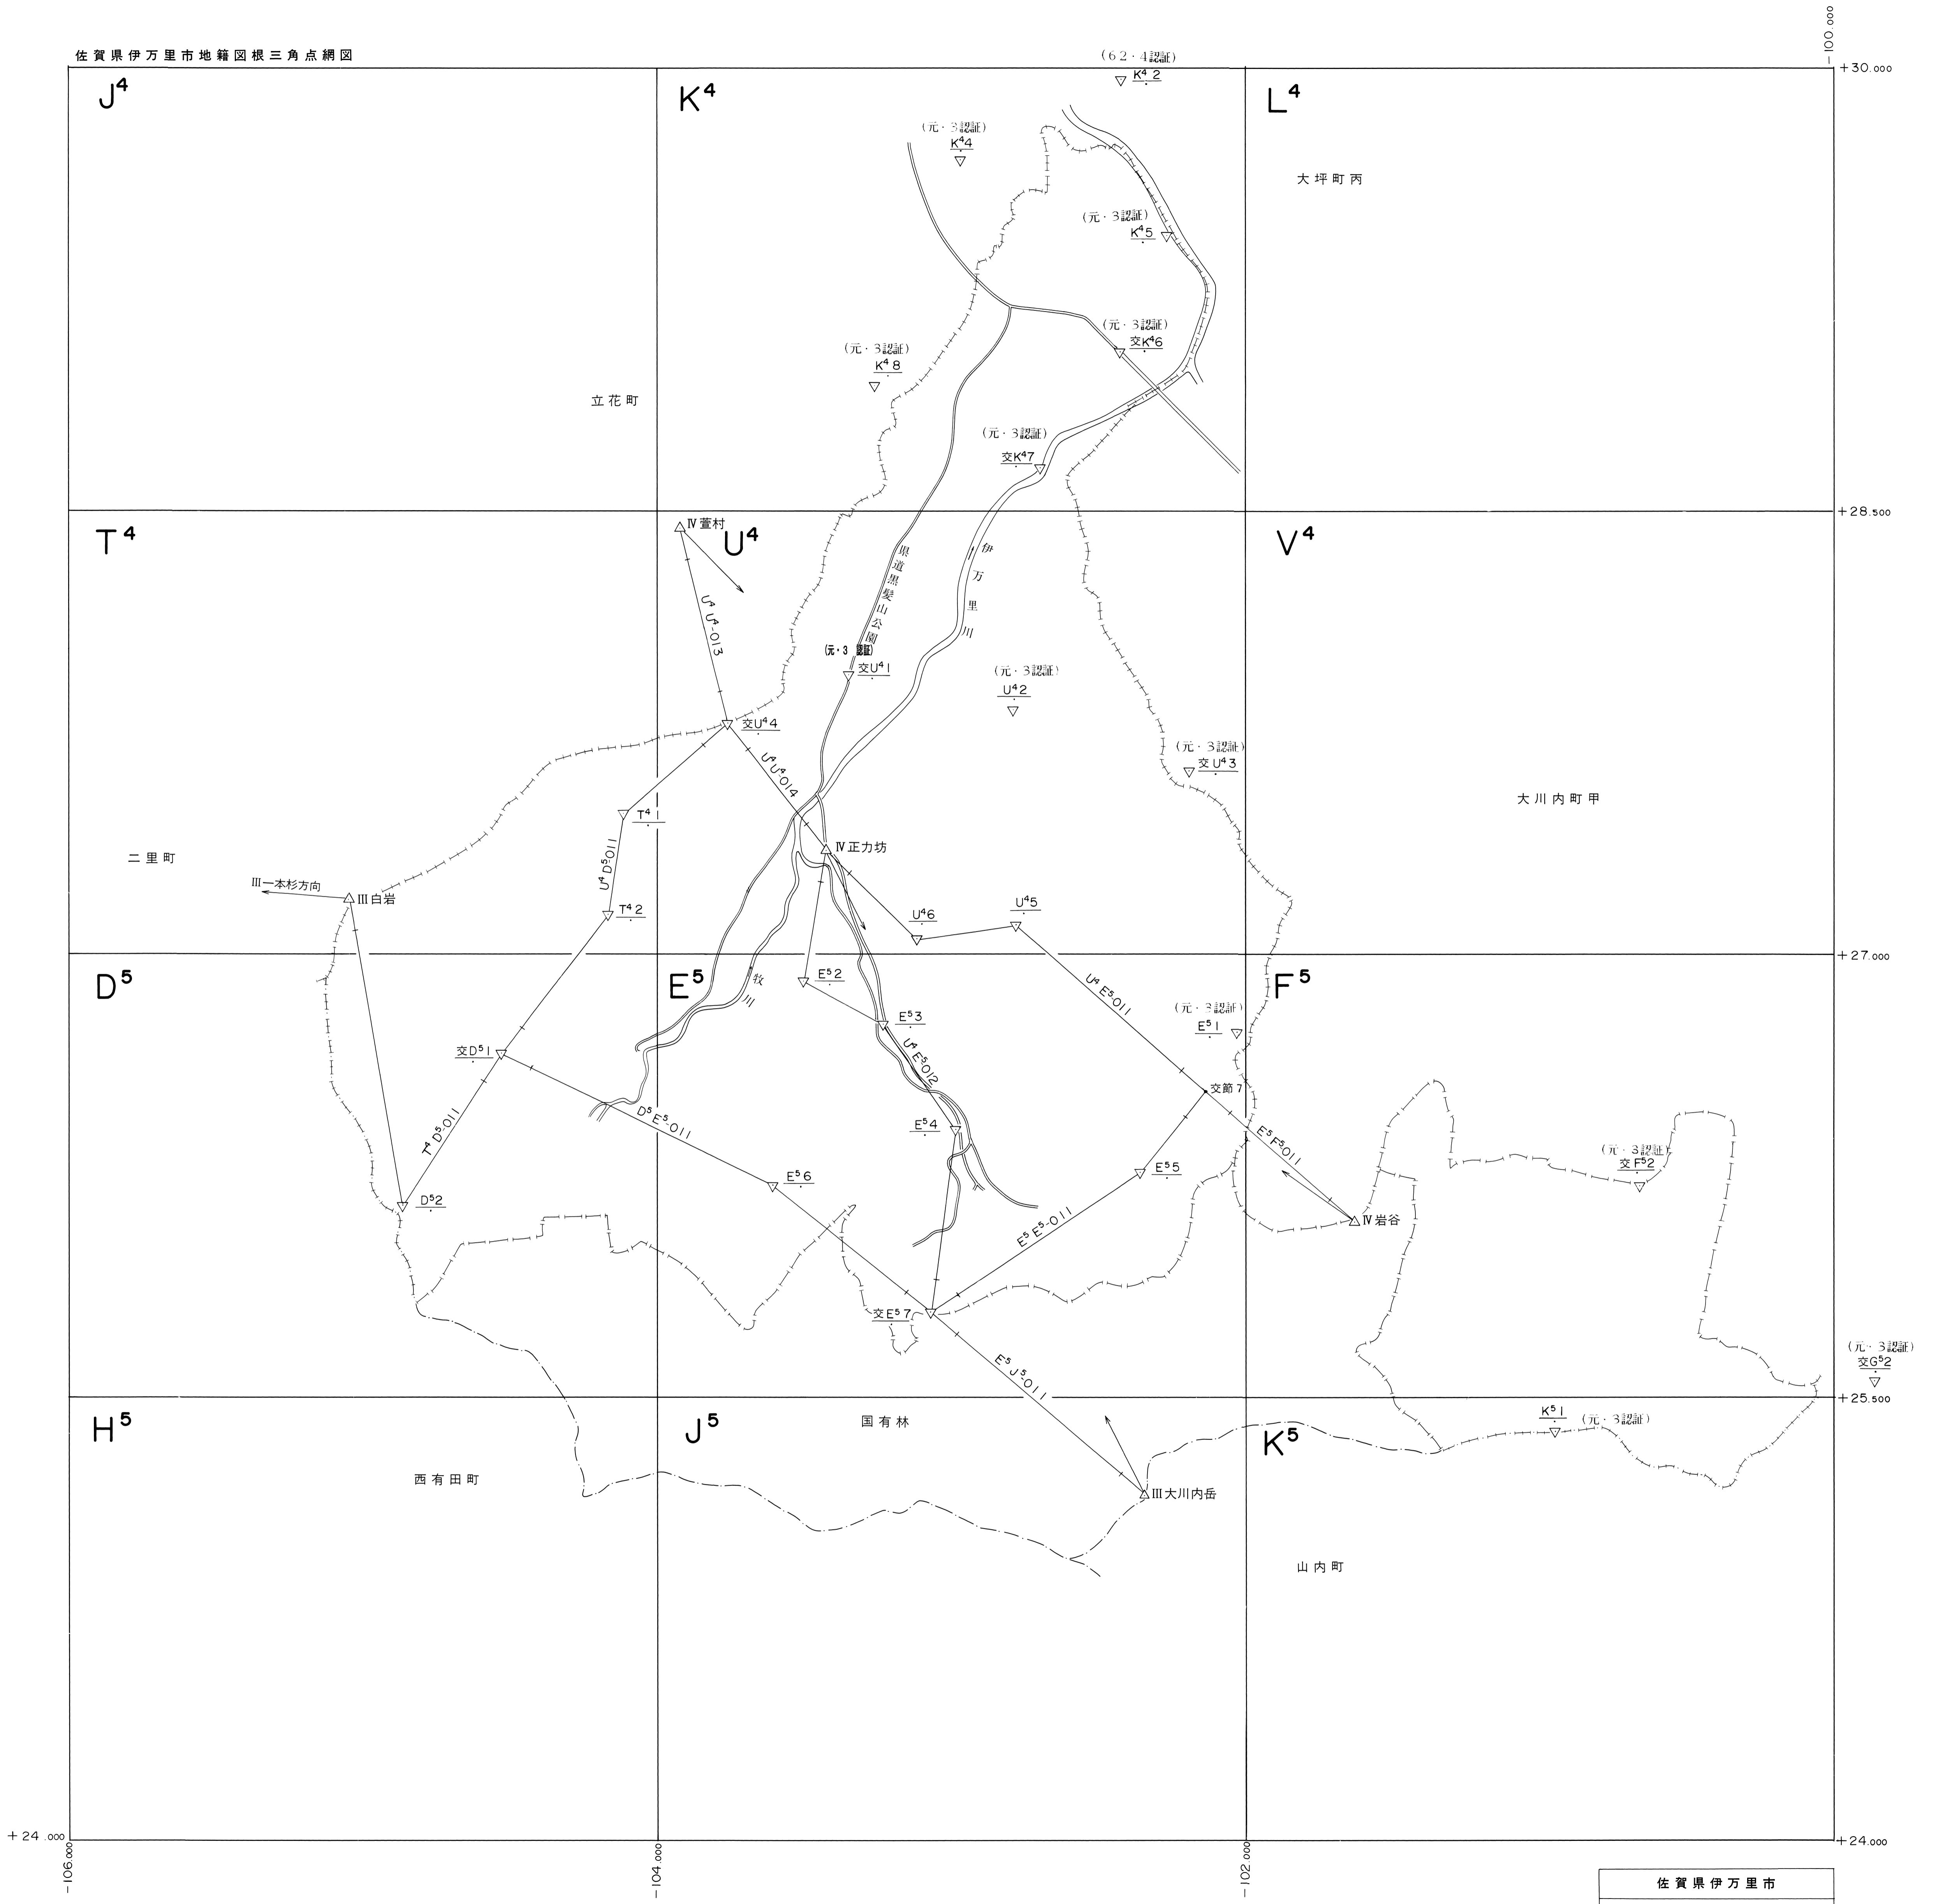 佐賀県伊万里市地籍図根三角点網図
-100.000
+30.000
J⁴
K⁴
L⁴
(62・4認証)
K⁴2
(元・3認証)
K⁴4
大坪町丙
(元・3認証)
K⁴5
(元・3認証)
交K⁴6
(元・3認証)
K⁴8
立花町
(元・3認証)
交K⁴7
+28.500
T⁴
U⁴
V⁴
Ⅳ萱村
県道黒髪山公園
伊万里川
U⁴U⁴-013
(元・3認証)
交U⁴1
(元・3認証)
U⁴2
交U⁴4
(元・3認証)
交U⁴3
U⁴U⁴-014
大川内町甲
T⁴1
Ⅳ正力坊
二里町
U⁴D⁵-011
Ⅲ一本杉方向
Ⅲ白岩
T⁴2
U⁴6
U⁴5
+27.000
D⁵
E⁵
F⁵
牧川
E⁵2
U⁴E⁵-011
(元・3認証)
E⁵1
E⁵3
U⁴E⁵-012
交D⁵1
交節7
T⁴D⁵-011
D⁵E⁵-011
E⁵4
E⁵F⁵-011
(元・3認証)
交F⁵2
E⁵5
E⁵6
D⁵2
E⁵E⁵-011
Ⅳ岩谷
交E⁵7
E⁵J⁵-011
(元・3認証)
交G⁵2
+25.500
H⁵
J⁵
K⁵
国有林
K⁵1 (元・3認証)
西有田町
Ⅲ大川内岳
山内町
+24.000
+24.000
-106.000
-104.000
-102.000
佐賀県伊万里市